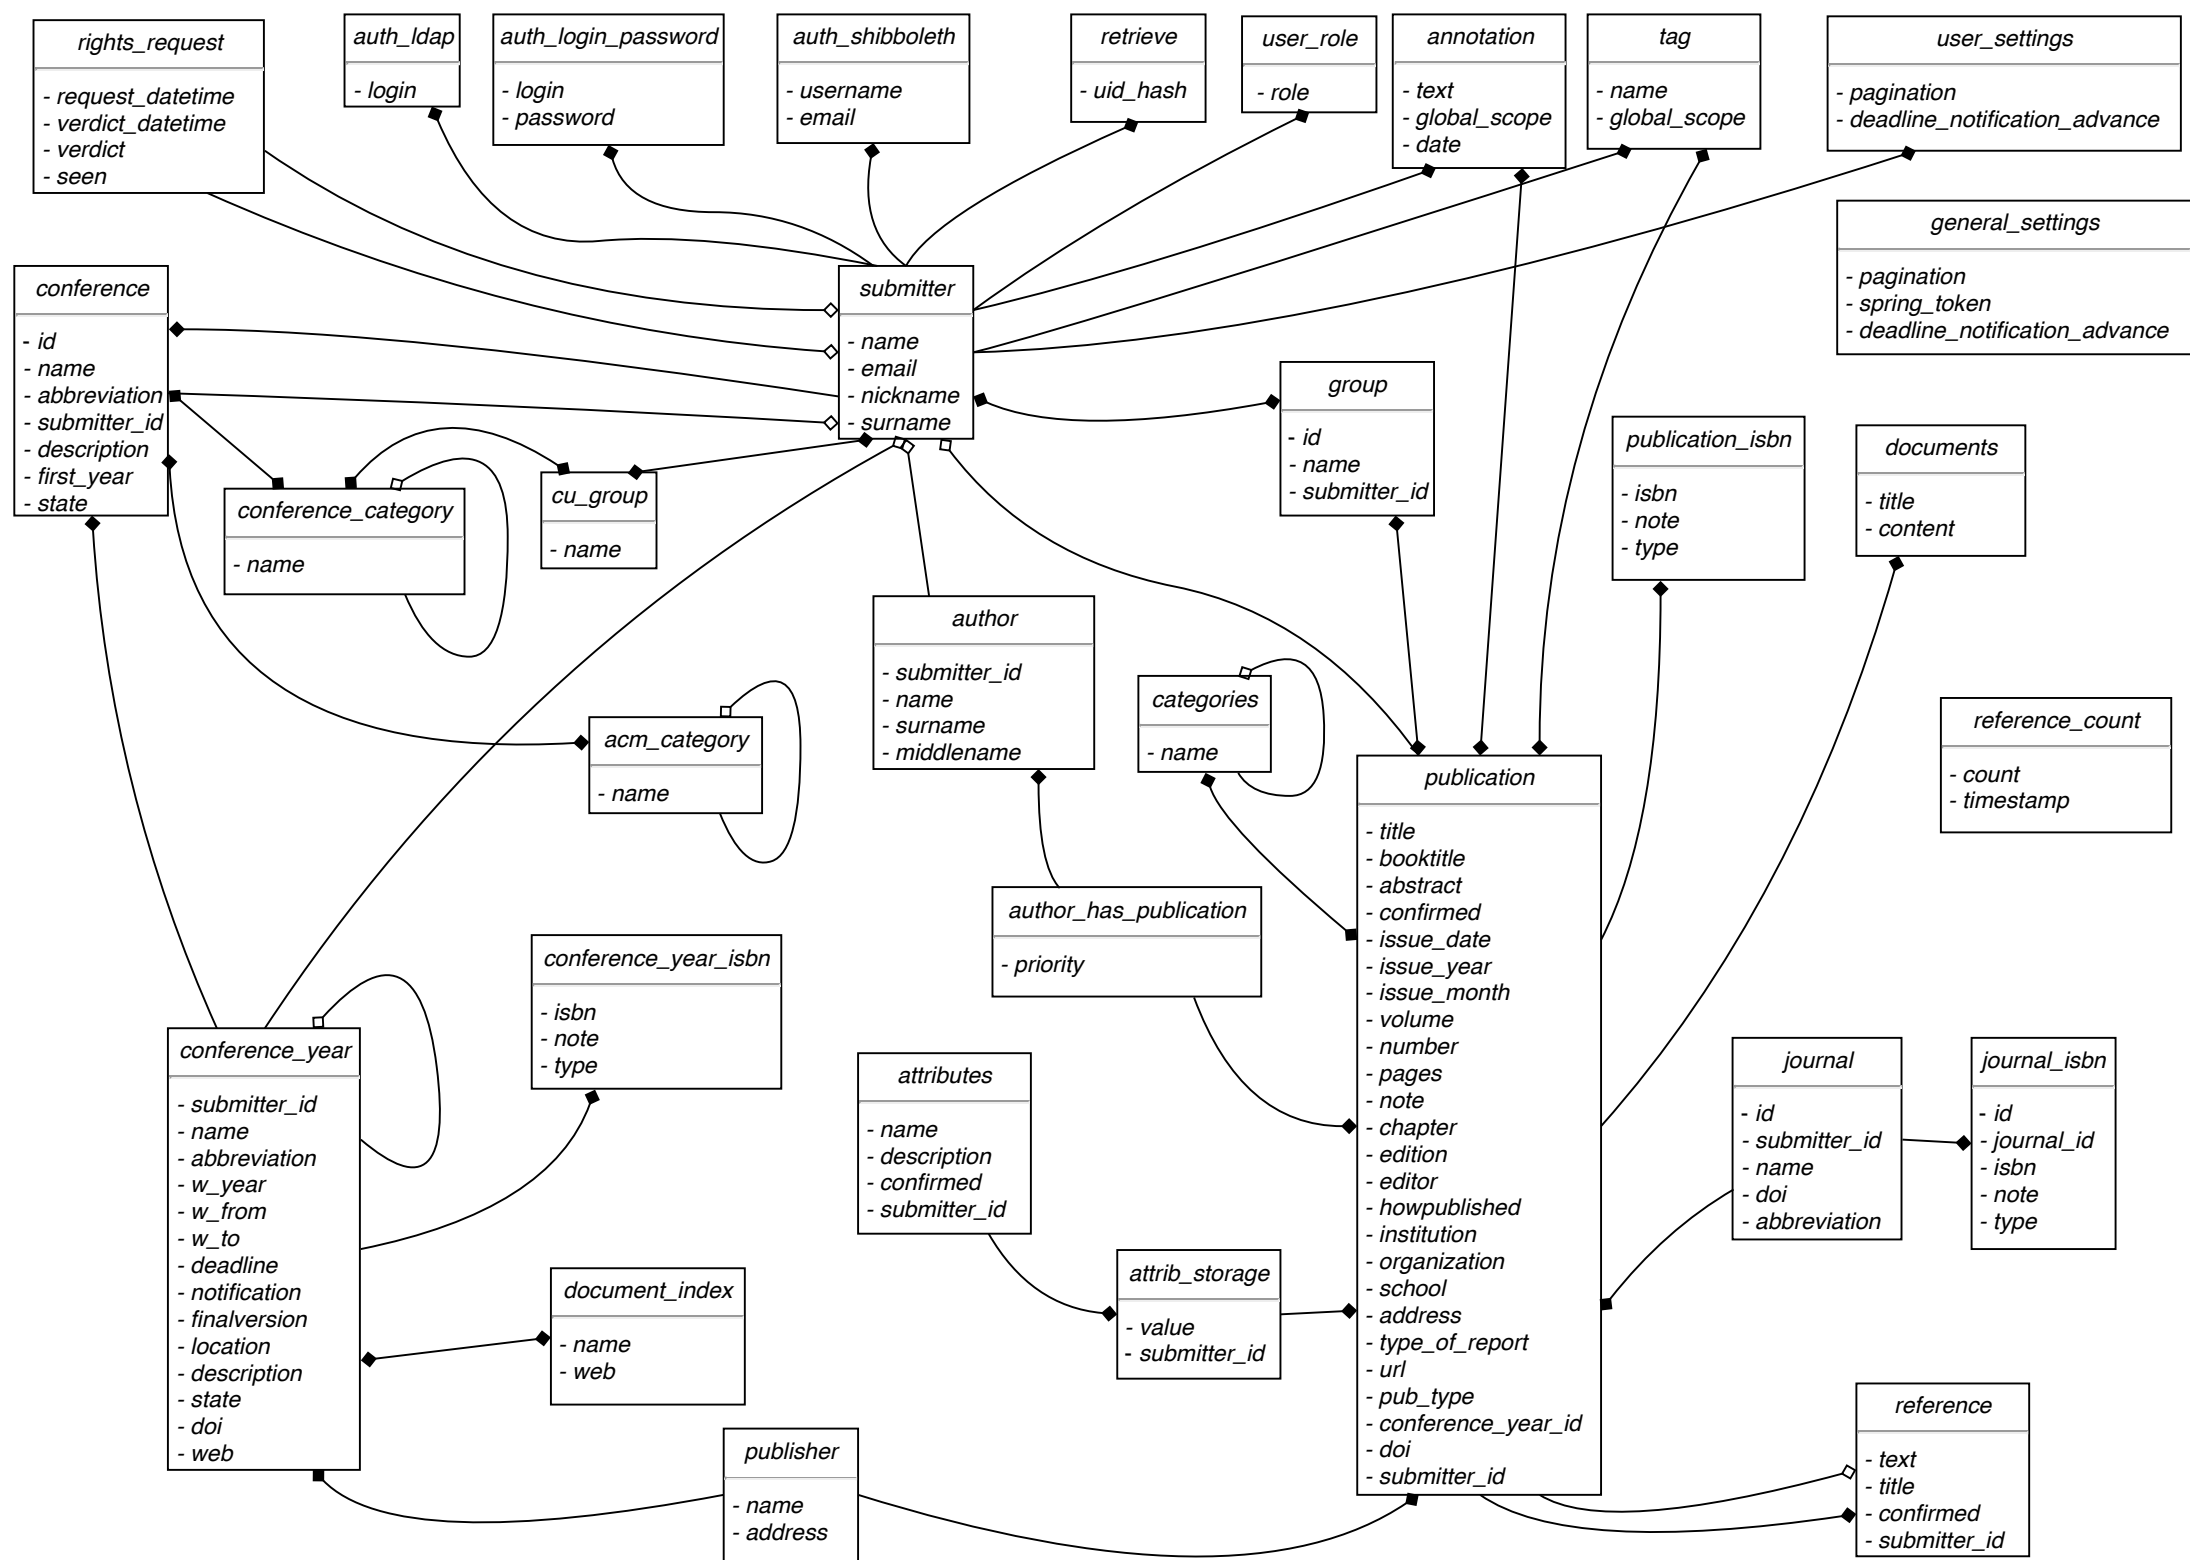 rights_request
- request_datetime
- verdict_datetime
- verdict
- seen
auth_ldap
- login
auth_login_password
- login
- password
auth_shibboleth
- username
- email
retrieve
- uid_hash
user_role
- role
annotation
- text
- global_scope
- date
tag
- name
- global_scope
user_settings
- pagination
- deadline_notification_advance
general_settings
- pagination
- spring_token
- deadline_notification_advance
conference
- id
- name
- abbreviation
- submitter_id
- description
- first_year
- state
submitter
- name
- email
- nickname
- surname
group
- id
- name
- submitter_id
publication_isbn
- isbn
- note
- type
documents
- title
- content
conference_category
- name
cu_group
- name
author
- submitter_id
- name
- surname
- middlename
categories
- name
acm_category
- name
reference_count
- count
- timestamp
publication
- title
- booktitle
- abstract
- confirmed
- issue_date
- issue_year
- issue_month
- volume
- number
- pages
- note
- chapter
- edition
- editor
- howpublished
- institution
- organization
- school
- address
- type_of_report
- url
- pub_type
- conference_year_id
- doi
- submitter_id
author_has_publication
- priority
conference_year_isbn
- isbn
- note
- type
conference_year
- submitter_id
- name
- abbreviation
- w_year
- w_from
- w_to
- deadline
- notification
- finalversion
- location
- description
- state
- doi
- web
attributes
- name
- description
- confirmed
- submitter_id
journal
- id
- submitter_id
- name
- doi
- abbreviation
journal_isbn
- id
- journal_id
- isbn
- note
- type
attrib_storage
- value
- submitter_id
document_index
- name
- web
publisher
- name
- address
reference
- text
- title
- confirmed
- submitter_id